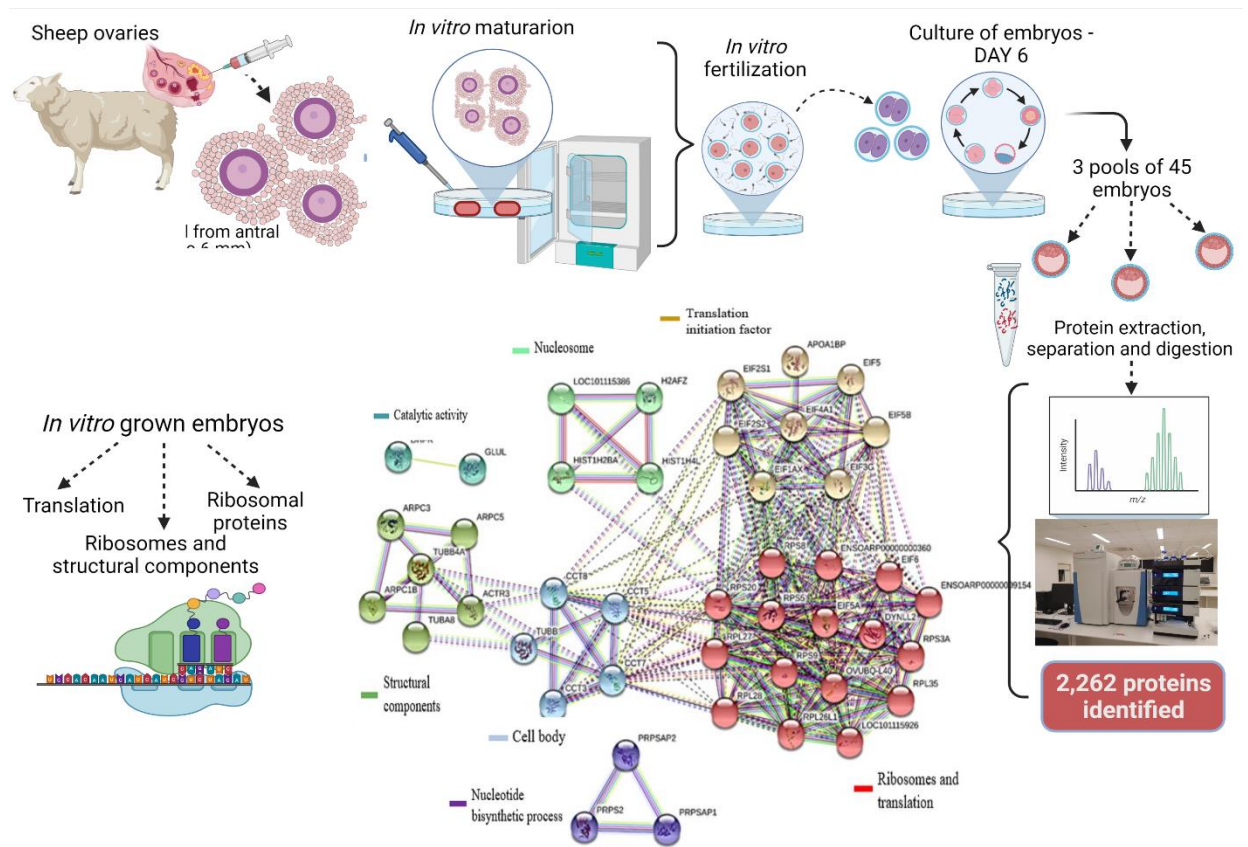 Sheep ovaries
In vitro maturarion
In vitro
fertilization
Culture of embryos -
DAY 6
l from antral
6 mm)
3 pools of 45
embryos
Protein extraction,
separation and digestion
Intensity
m/z
2,262 proteins
identified
Translation
initiation factor
Nucleosome
Catalytic activity
Structural
components
Cell body
Nucleotide
bisynthetic process
Ribosomes and
translation
APOA1BP
EIF2S1
EIF5
EIF4A1
EIF2S2
EIF5B
EIF1AX
EIF3G
LOC101115386
H2AFZ
HIST1H2BA
HIST1H4L
GLUL
ARPC3
ARPC5
TUBB4A
ARPC1B
ACTR3
TUBA8
CCT8
CCT5
TUBB
CCT7
CCT3
RPS8
ENSOARP00000000360
EIF6
RPS20
RPS5
EIF5A
ENSOARP00000009154
DYNLL2
RPL27
RPS9
RPS3A
OVUBQ-L40
RPL28
RPL35
RPL26L1
LOC101115926
PRPSAP2
PRPS2
PRPSAP1
In vitro grown embryos
Translation
Ribosomal
proteins
Ribosomes and
structural components